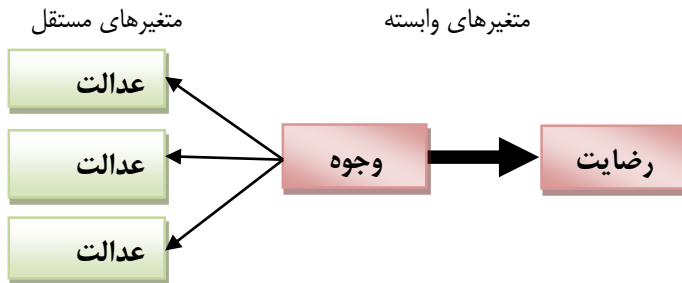 متغیرهای وابسته
متغیرهای مستقل
عدالت
رضایت
وجوه
عدالت
عدالت